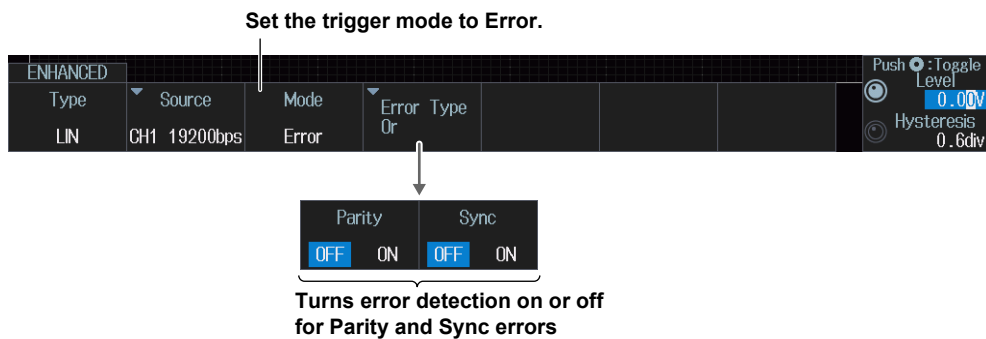 Set the trigger mode to Error.
ENHANCED
Push :Toggle
Type Source Mode Error Type Level
Or 0.00V
LIN CH1 19200bps Error Hysteresis
0.6div
Parity Sync
OFF ON OFF ON
Turns error detection on or off
for Parity and Sync errors